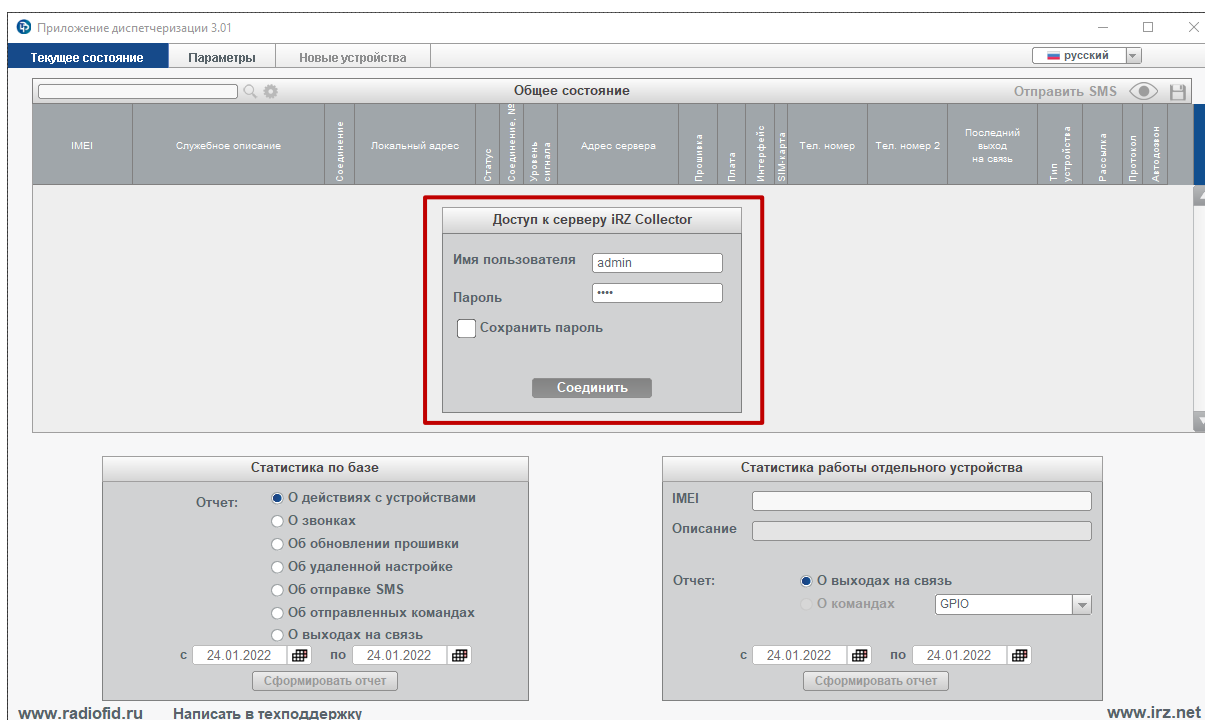 Приложение диспетчеризации 3.01
Текущее состояние Параметры Новые устройства русский
Общее состояние Отправить SMS
IMEI Служебное описание Соединение Локальный адрес Статус Соединение, № Уровень сигнала Адрес сервера Прошивка Плата Интерфейс SIM-карта Тел. номер Тел. номер 2 Последний выход на связь Тип устройства Рассылка Протокол Автодозвон
Доступ к серверу iRZ Collector
Имя пользователя admin
Пароль ••••
Сохранить пароль
Соединить
Статистика по базе
Отчет: О действиях с устройствами
О звонках
Об обновлении прошивки
Об удаленной настройке
Об отправке SMS
Об отправленных командах
О выходах на связь
с 24.01.2022 по 24.01.2022
Сформировать отчет
Статистика работы отдельного устройства
IMEI
Описание
Отчет: О выходах на связь
О командах GPIO
с 24.01.2022 по 24.01.2022
Сформировать отчет
www.radiofid.ru Написать в техподдержку www.irz.net